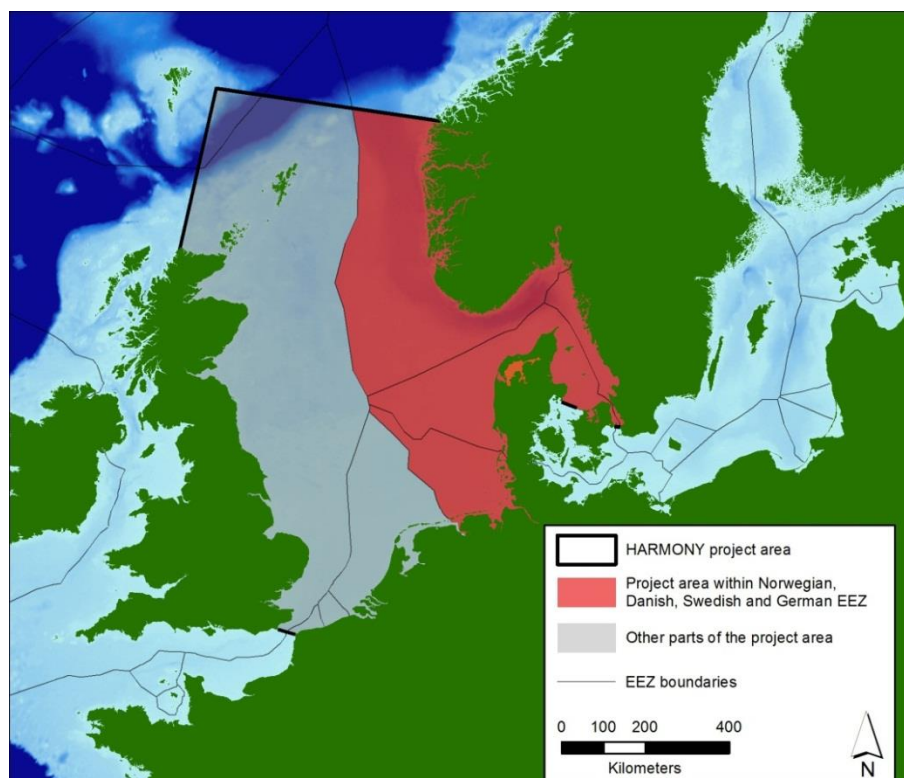 HARMONY project area
Project area within Norwegian,
Danish, Swedish and German EEZ
Other parts of the project area
EEZ boundaries
0 100 200 400
Kilometers
N